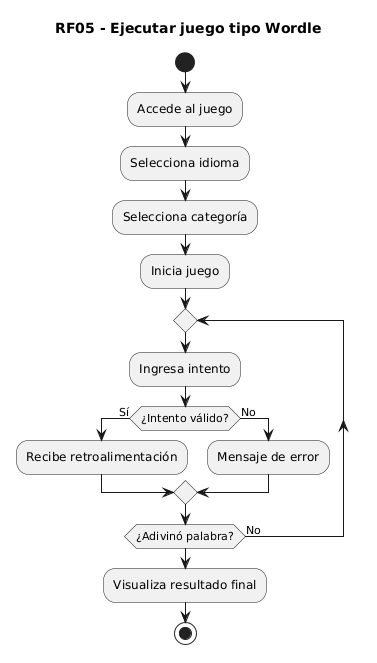 RF05 - Ejecutar juego tipo Wordle
Accede al juego
Selecciona idioma
Selecciona categoría
Inicia juego
Ingresa intento
Sí
¿Intento válido?
No
Recibe retroalimentación
Mensaje de error
¿Adivinó palabra?
No
Visualiza resultado final